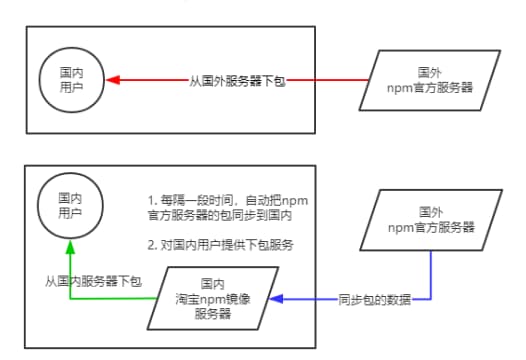 国内
用户
从国外服务器下包
国外
npm官方服务器
国内
用户
1. 每隔一段时间，自动把npm
官方服务器的包同步到国内
2. 对国内用户提供下包服务
国外
npm官方服务器
从国内服务器下包
国内
淘宝npm镜像
服务器
同步包的数据